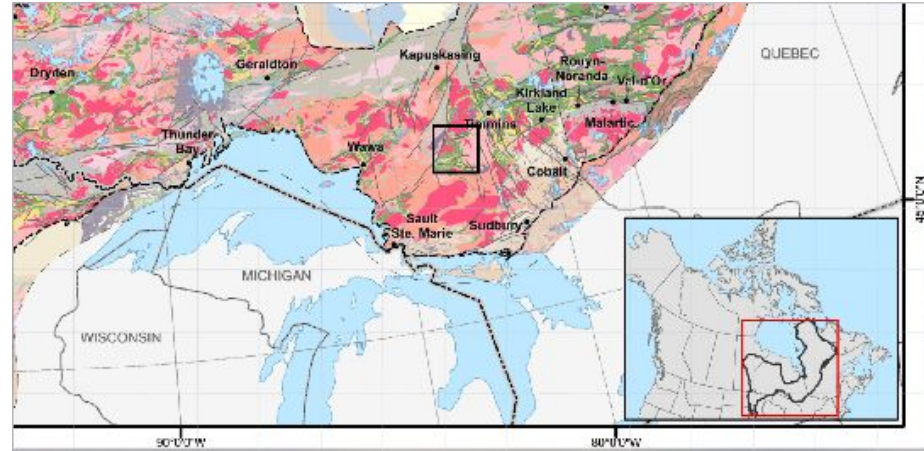 QUEBEC
Kapuskasing
Geraldton
Rouyn-
Noranda
Dryden
Val-d'Or
Kirkland
Lake
Timmins
Malartic
Thunder
Bay
Wawa
Cobalt
Sault
Ste. Marie
Sudbury
MICHIGAN
WISCONSIN
90°0'0"W
80°0'0"W